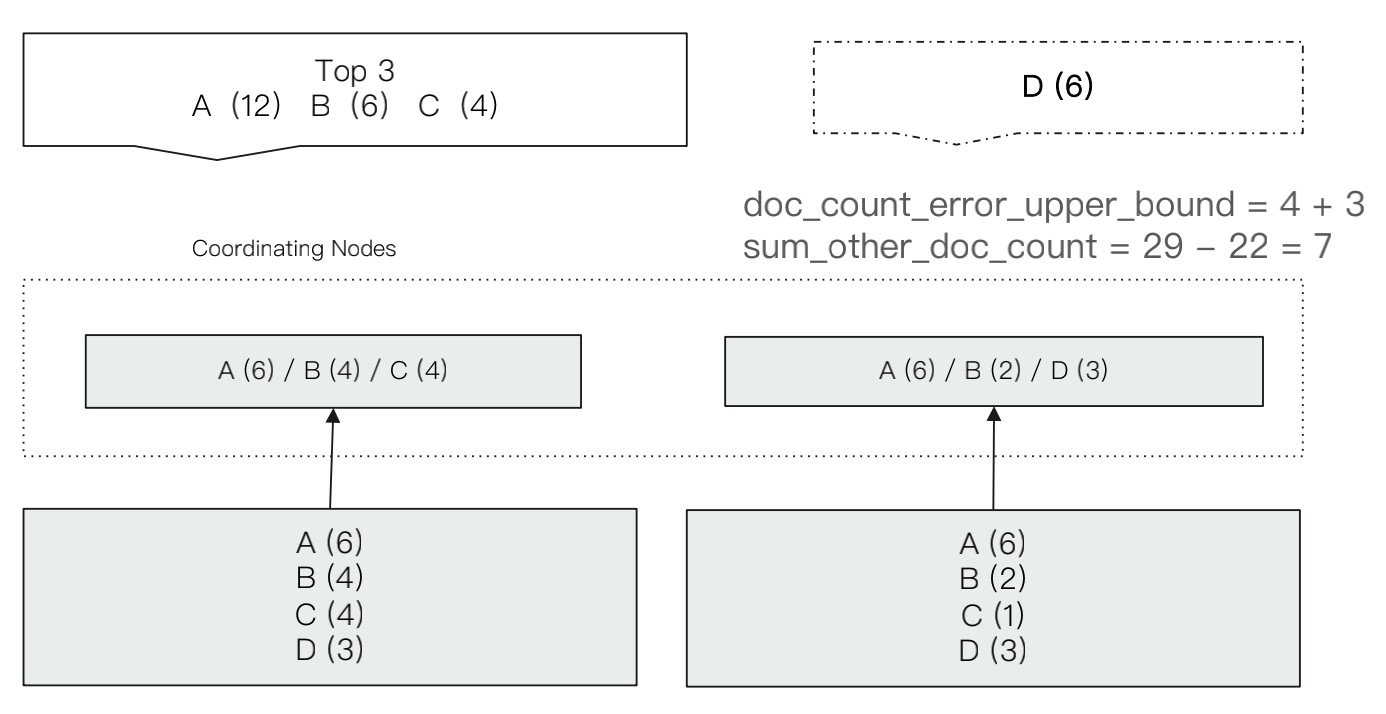 Top 3
A (12) B (6) C (4)
D (6)
doc_count_error_upper_bound = 4 + 3
sum_other_doc_count = 29 – 22 = 7
Coordinating Nodes
A (6) / B (4) / C (4)
A (6) / B (2) / D (3)
A (6)
B (4)
C (4)
D (3)
A (6)
B (2)
C (1)
D (3)